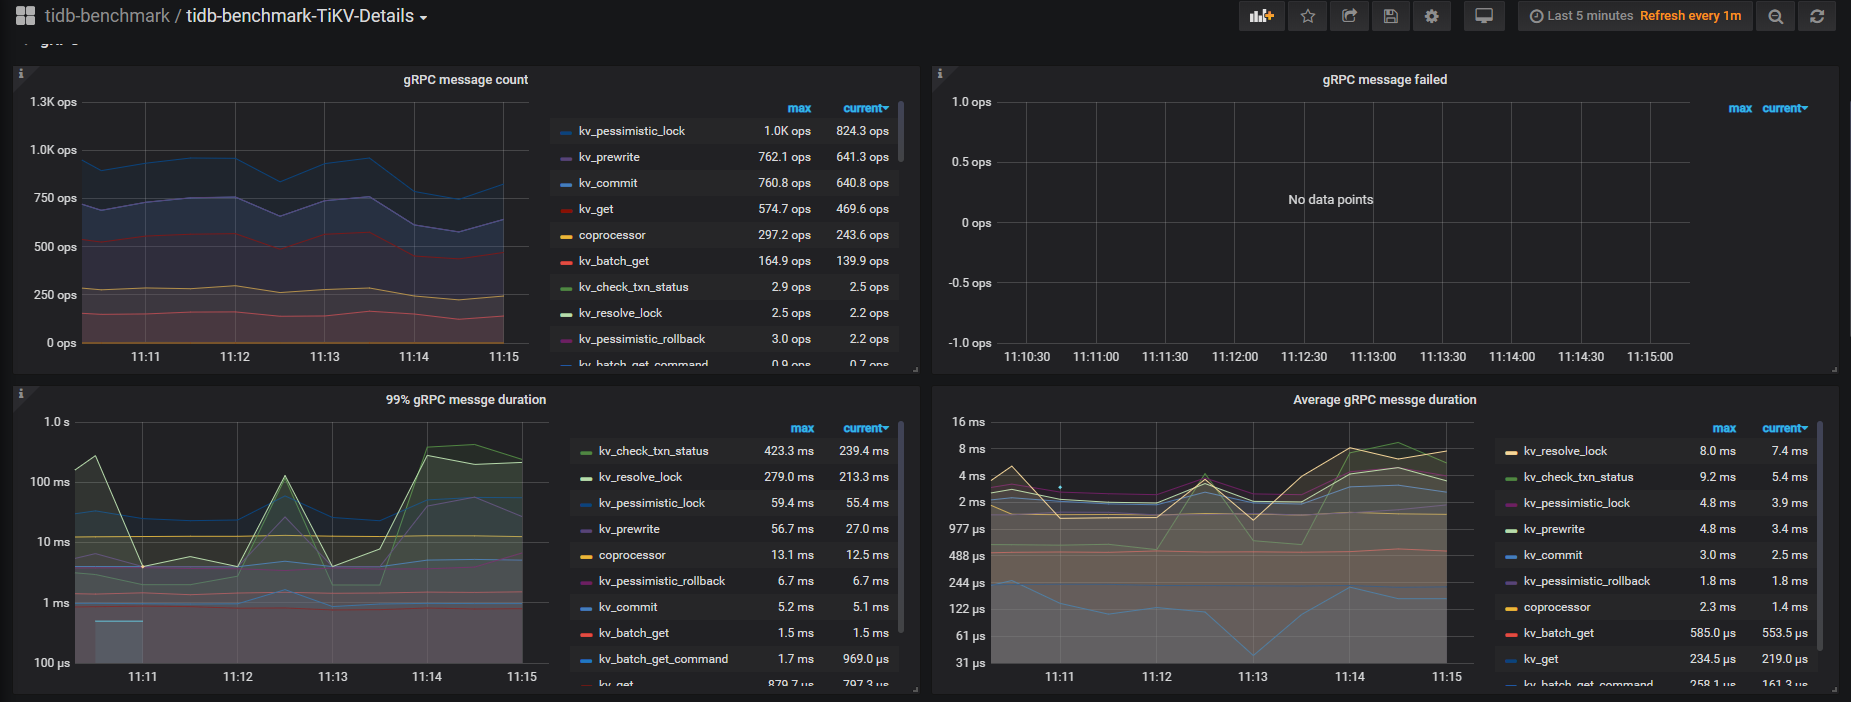 tidb-benchmark / tidb-benchmark-TiKV-Details
Last 5 minutes Refresh every 1m
gRPC message count
1.3K ops
1.0K ops
750 ops
500 ops
250 ops
0 ops
11:11 11:12 11:13 11:14 11:15
max current
kv_pessimistic_lock 1.0K ops 824.3 ops
kv_prewrite 762.1 ops 641.3 ops
kv_commit 760.8 ops 640.8 ops
kv_get 574.7 ops 469.6 ops
coprocessor 297.2 ops 243.6 ops
kv_batch_get 164.9 ops 139.9 ops
kv_check_txn_status 2.9 ops 2.5 ops
kv_resolve_lock 2.5 ops 2.2 ops
kv_pessimistic_rollback 3.0 ops 2.2 ops
kv_batch_get_command 0.9 ops 0.7 ops
gRPC message failed
1.0 ops
0.5 ops
0 ops
-0.5 ops
-1.0 ops
No data points
11:10:30 11:11:00 11:11:30 11:12:00 11:12:30 11:13:00 11:13:30 11:14:00 11:14:30 11:15:00
max current
99% gRPC messge duration
1.0 s
100 ms
10 ms
1 ms
100 µs
11:11 11:12 11:13 11:14 11:15
max current
kv_check_txn_status 423.3 ms 239.4 ms
kv_resolve_lock 279.0 ms 213.3 ms
kv_pessimistic_lock 59.4 ms 55.4 ms
kv_prewrite 56.7 ms 27.0 ms
coprocessor 13.1 ms 12.5 ms
kv_pessimistic_rollback 6.7 ms 6.7 ms
kv_commit 5.2 ms 5.1 ms
kv_batch_get 1.5 ms 1.5 ms
kv_batch_get_command 1.7 ms 969.0 µs
kv_get 879.7 µs 797.3 µs
Average gRPC messge duration
16 ms
8 ms
4 ms
2 ms
977 µs
488 µs
244 µs
122 µs
61 µs
31 µs
11:11 11:12 11:13 11:14 11:15
max current
kv_resolve_lock 8.0 ms 7.4 ms
kv_check_txn_status 9.2 ms 5.4 ms
kv_pessimistic_lock 4.8 ms 3.9 ms
kv_prewrite 4.8 ms 3.4 ms
kv_commit 3.0 ms 2.5 ms
kv_pessimistic_rollback 1.8 ms 1.8 ms
coprocessor 2.3 ms 1.4 ms
kv_batch_get 585.0 µs 553.5 µs
kv_get 234.5 µs 219.0 µs
kv_batch_get_command 258.1 µs 161.3 µs